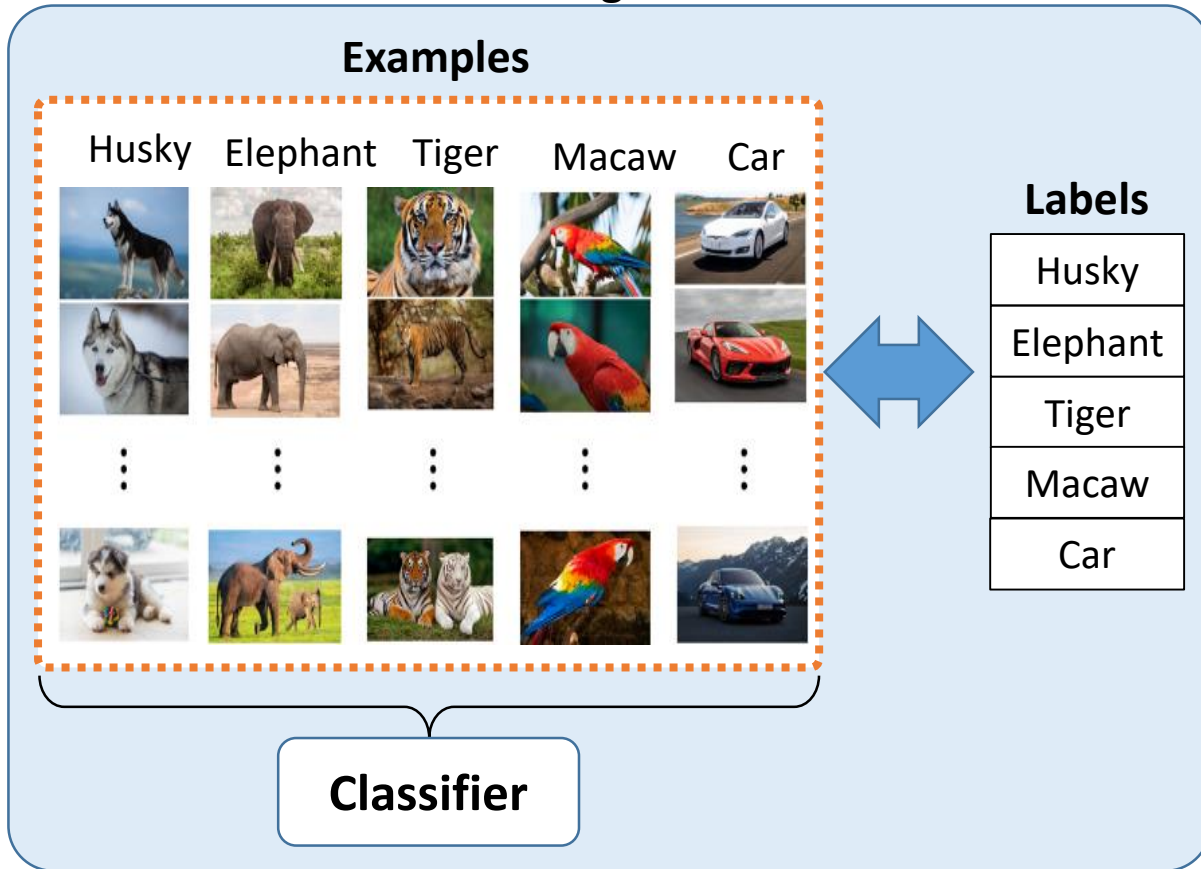 Examples
Husky Elephant Tiger Macaw Car
Labels
Husky
Elephant
Tiger
Macaw
Car
Classifier